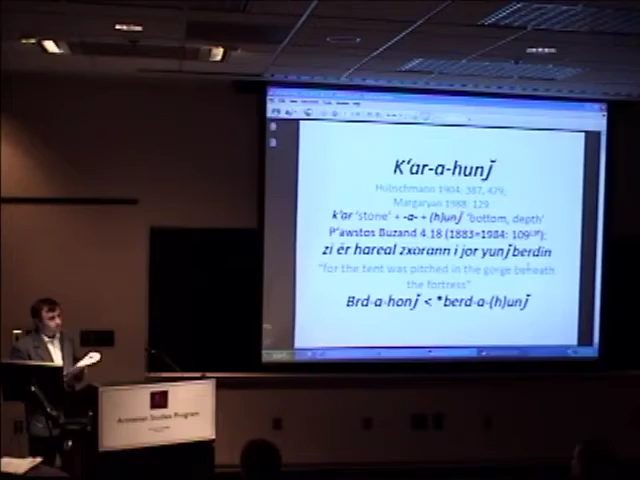 K‘ar-a-hunǰ
Hübschmann 1904: 387, 479;
Margaryan 1988: 129
k‘ar 'stone' + -a- + (h)unǰ 'bottom, depth'
P‘awstos Buzand 4.18 (1883=1984: 109
zi ēr hareal zxorann i jor yunǰ berdin
"for the tent was pitched in the gorge beneath
the fortress"
Brd-a-honǰ < *berd-a-(h)unǰ
Armenian Studies Program